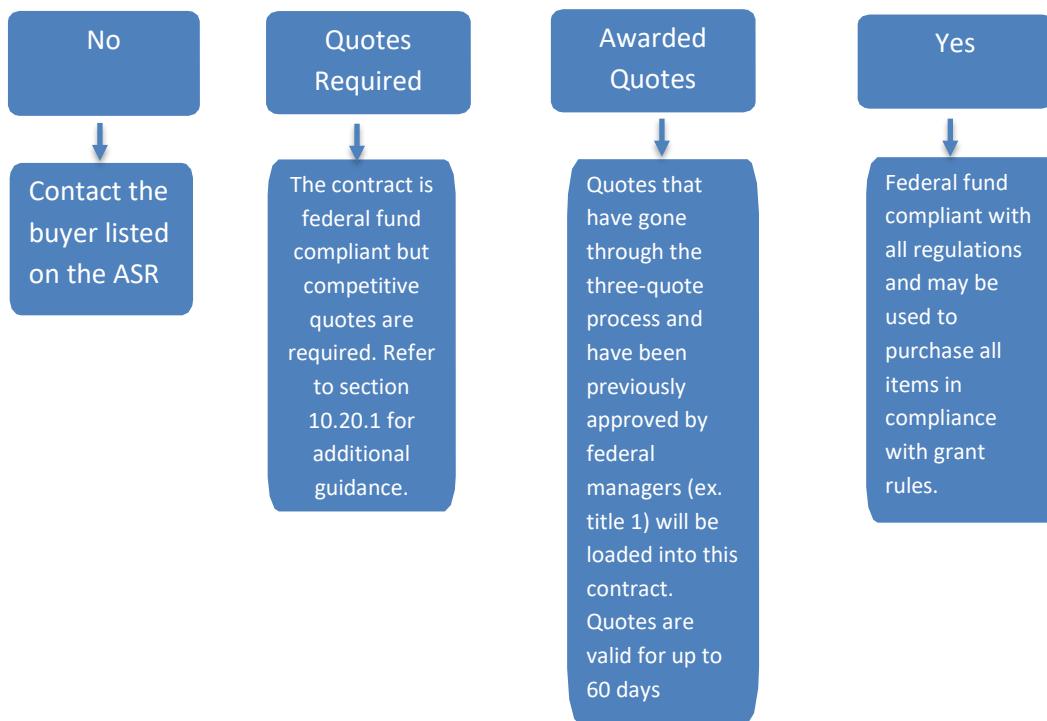 No
Contact the
buyer listed
on the ASR
Quotes
Required
The contract is
federal fund
compliant but
competitive
quotes are
required. Refer
to section
10.20.1 for
additional
guidance.
Awarded
Quotes
Quotes that
have gone
through the
three-quote
process and
have been
previously
approved by
federal
managers (ex.
title 1) will be
loaded into this
contract.
Quotes are
valid for up to
60 days
Yes
Federal fund
compliant with
all regulations
and may be
used to
purchase all
items in
compliance
with grant
rules.